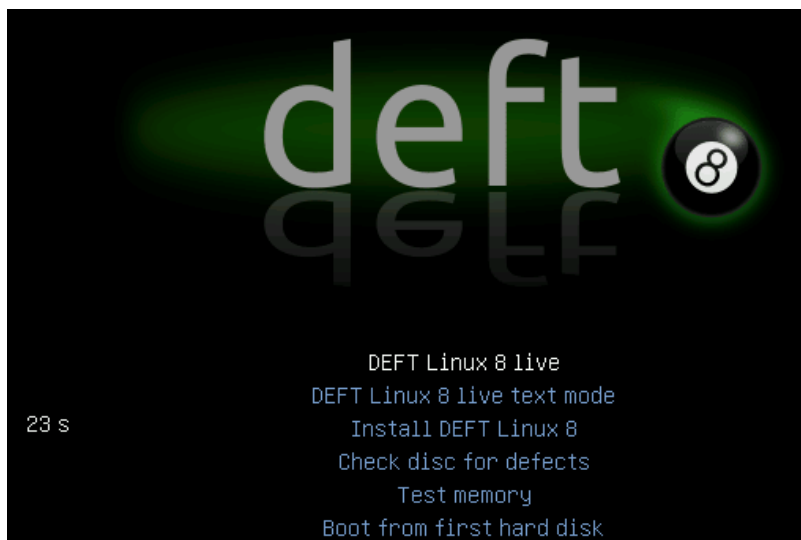 deft
8
DEFT Linux 8 live
DEFT Linux 8 live text mode
23 s
Install DEFT Linux 8
Check disc for defects
Test memory
Boot from first hard disk